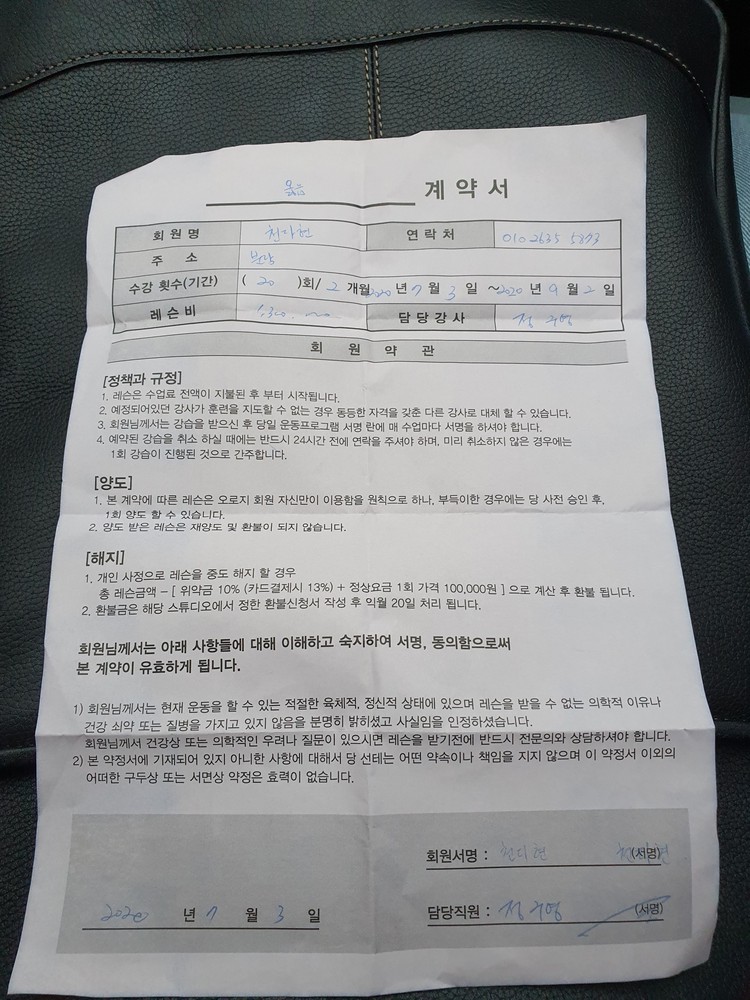 계약서
회원명 연락처 010 2635 5873
주 소 분당
수강 횟수(기간) ( 20 )회/ 2 개월 2020 년 7 월 3 일 ~2020 년 9 월 2 일
레슨비 담당강사
회 원 약 관
[정책과 규정]
1. 레슨은 수업료 전액이 지불된 후 부터 시작됩니다.
2. 예정되어있던 강사가 훈련을 지도할 수 없는 경우 동등한 자격을 갖춘 다른 강사로 대체 할 수 있습니다.
3. 회원님께서는 강습을 받으신 후 당일 운동프로그램 서명 란에 매 수업마다 서명을 하셔야 합니다.
4. 예약된 강습을 취소 하실 때에는 반드시 24시간 전에 연락을 주셔야 하며, 미리 취소하지 않은 경우에는
1회 강습이 진행된 것으로 간주합니다.
[양도]
1. 본 계약에 따른 레슨은 오로지 회원 자신만이 이용함을 원칙으로 하나, 부득이한 경우에는 당 사전 승인 후,
1회 양도 할 수 있습니다.
2. 양도 받은 레슨은 재양도 및 환불이 되지 않습니다.
[해지]
1. 개인 사정으로 레슨을 중도 해지 할 경우
총 레슨금액 – [ 위약금 10% (카드결제시 13%) + 정상요금 1회 가격 100,000원 ] 으로 계산 후 환불 됩니다.
2. 환불금은 해당 스튜디오에서 정한 환불신청서 작성 후 익월 20일 처리 됩니다.
회원님께서는 아래 사항들에 대해 이해하고 숙지하여 서명, 동의함으로써
본 계약이 유효하게 됩니다.
1) 회원님께서는 현재 운동을 할 수 있는 적절한 육체적, 정신적 상태에 있으며 레슨을 받을 수 없는 의학적 이유나
건강 쇠약 또는 질병을 가지고 있지 않음을 분명히 밝히셨고 사실임을 인정하셨습니다.
회원님께서 건강상 또는 의학적인 우려나 질문이 있으시면 레슨을 받기전에 반드시 전문의와 상담하셔야 합니다.
2) 본 약정서에 기재되어 있지 아니한 사항에 대해서 당 선테는 어떤 약속이나 책임을 지지 않으며 이 약정서 이외의
어떠한 구두상 또는 서면상 약정은 효력이 없습니다.
회원서명 : (서명)
2020 년 7 월 3 일
담당직원 : (서명)